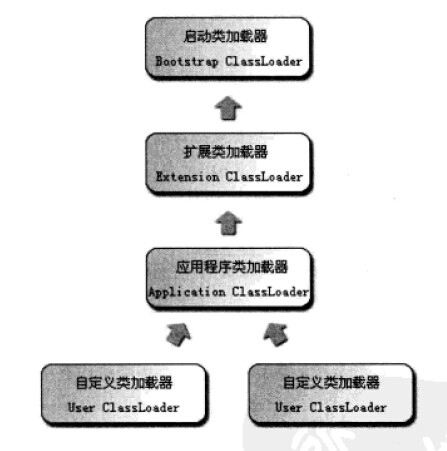 启动类加载器
Bootstrap ClassLoader
扩展类加载器
Extension ClassLoader
应用程序类加载器
Application ClassLoader
自定义类加载器
User ClassLoader
自定义类加载器
User ClassLoader